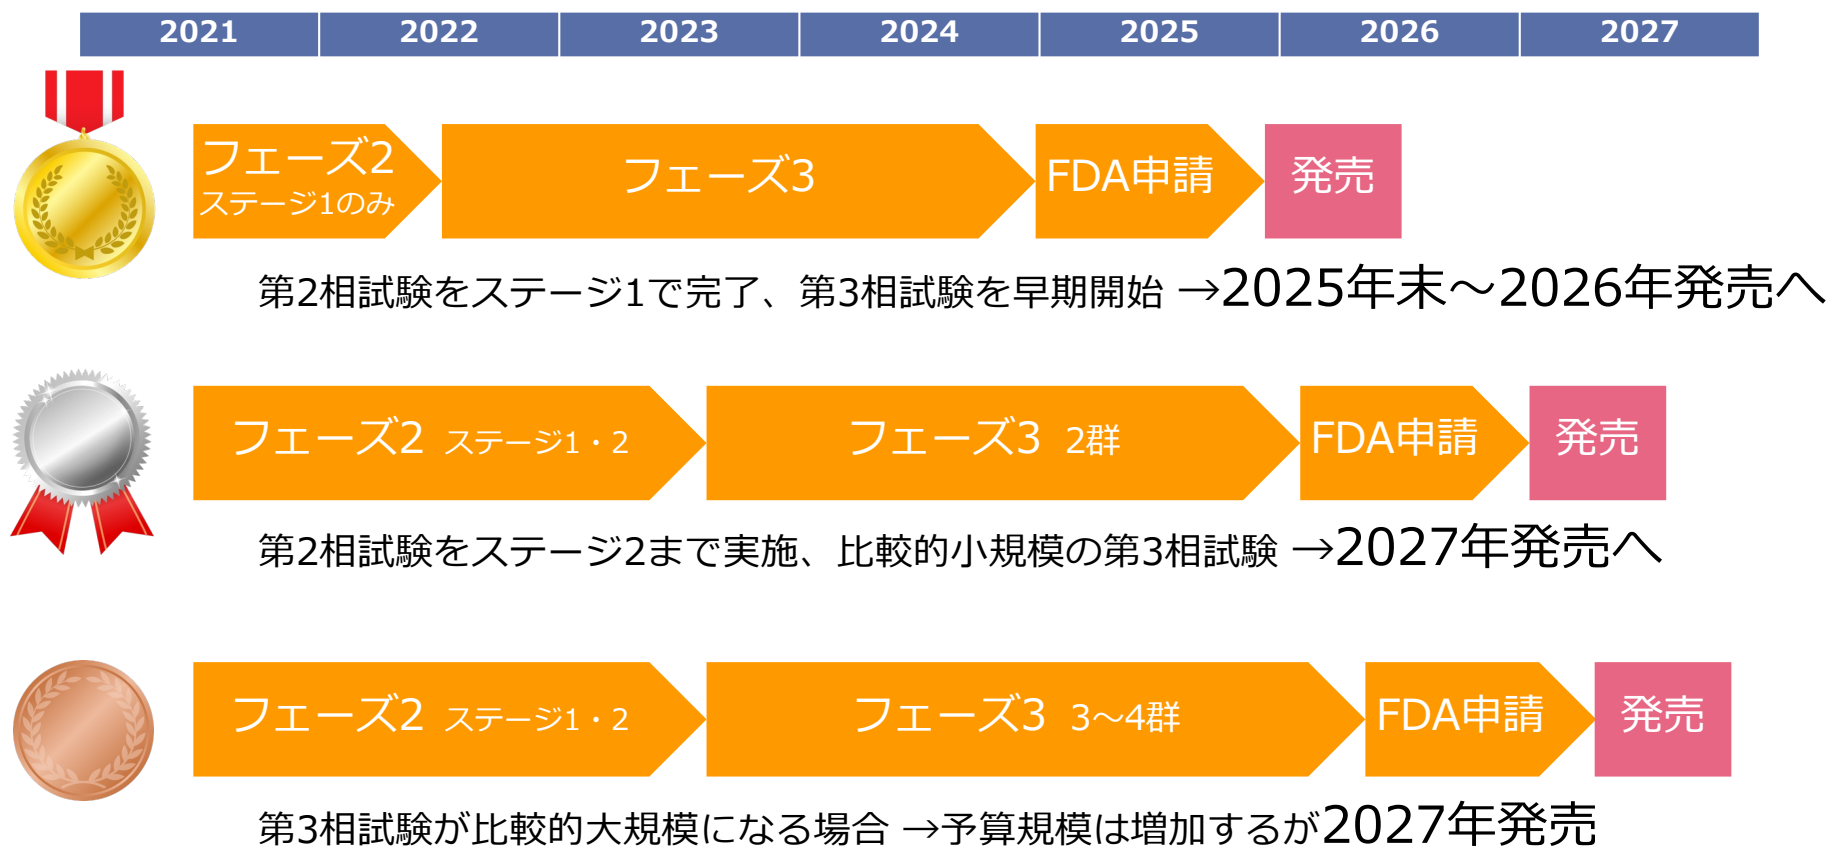 2021 2022 2023 2024 2025 2026 2027
フェーズ2 フェーズ3 FDA申請 発売
ステージ1のみ
第2相試験をステージ1で完了、第3相試験を早期開始 →2025年末～2026年発売へ
フェーズ2 ステージ1・2 フェーズ3 2群 FDA申請 発売
第2相試験をステージ2まで実施、比較的小規模の第3相試験 →2027年発売へ
フェーズ2 ステージ1・2 フェーズ3 3～4群 FDA申請 発売
第3相試験が比較的大規模になる場合 →予算規模は増加するが2027年発売